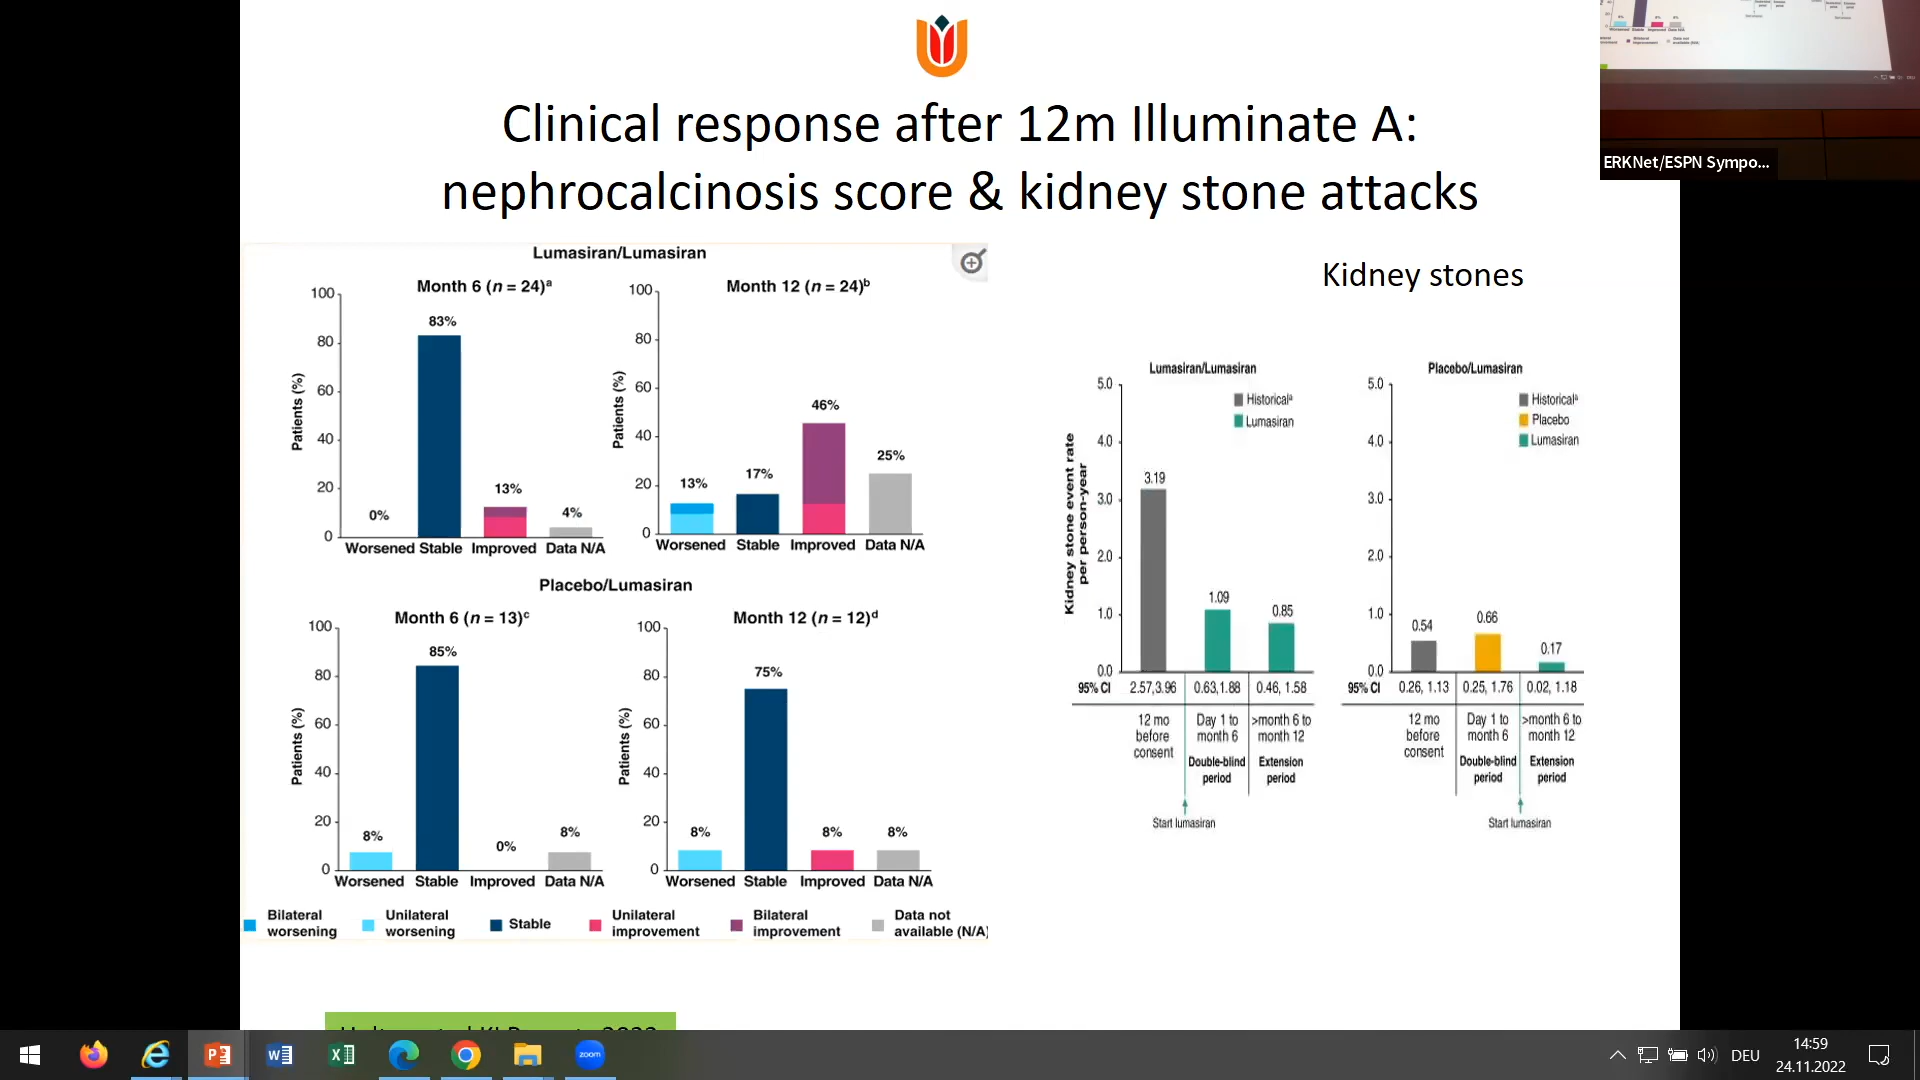 Clinical response after 12m Illuminate A:
nephrocalcinosis score & kidney stone attacks
ERKNet/ESPN Sympo...
Lumasiran/Lumasiran
Month 6 (n = 24)a
Patients (%)
100
80
60
40
20
0
0%
83%
13%
4%
Worsened Stable Improved Data N/A
Month 12 (n = 24)b
Patients (%)
100
80
60
40
20
0
13%
17%
46%
25%
Worsened Stable Improved Data N/A
Placebo/Lumasiran
Month 6 (n = 13)c
Patients (%)
100
80
60
40
20
0
8%
85%
0%
8%
Worsened Stable Improved Data N/A
Month 12 (n = 12)d
Patients (%)
100
80
60
40
20
0
8%
75%
8%
8%
Worsened Stable Improved Data N/A
Bilateral
worsening
Unilateral
worsening
Stable
Unilateral
improvement
Bilateral
improvement
Data not
available (N/A)
Kidney stones
Lumasiran/Lumasiran
Historicala
Lumasiran
Kidney stone event rate
per person-year
5.0
4.0
3.0
2.0
1.0
0.0
3.19
1.09
0.85
95% CI 2.57,3.96 0.63,1.88 0.46, 1.58
12 mo
before
consent
Day 1 to
month 6
Double-blind
period
>month 6 to
month 12
Extension
period
Start lumasiran
Placebo/Lumasiran
Historicala
Placebo
Lumasiran
5.0
4.0
3.0
2.0
1.0
0.0
0.54
0.66
0.17
95% CI 0.26, 1.13 0.25, 1.76 0.02, 1.18
12 mo
before
consent
Day 1 to
month 6
Double-blind
period
>month 6 to
month 12
Extension
period
Start lumasiran
zoom
DEU
14:59
24.11.2022